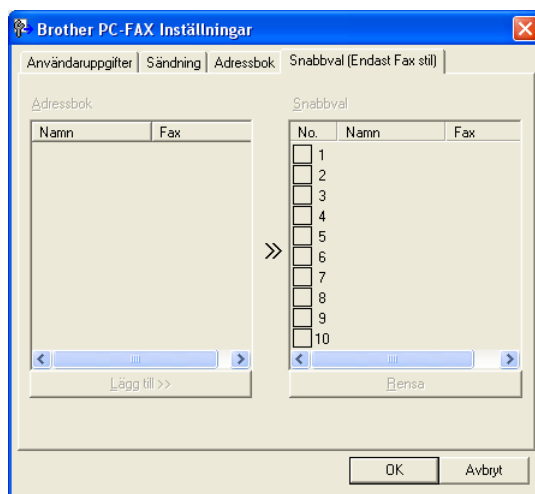 Brother PC-FAX Inställningar
Användaruppgifter Sändning Adressbok Snabbval (Endast Fax stil)
Adressbok Snabbval
Namn Fax No. Namn Fax
1
2
3
4
5
6
7
8
9
10
Lägg till >> Rensa
OK Avbryt